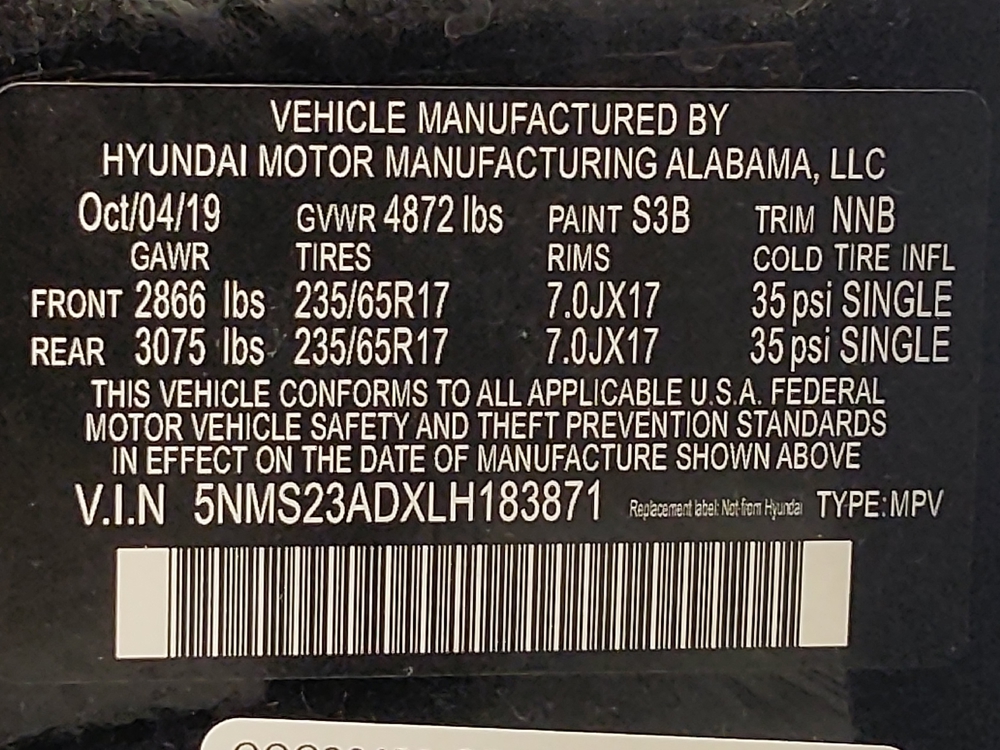 VEHICLE MANUFACTURED BY
HYUNDAI MOTOR MANUFACTURING ALABAMA, LLC
Oct/04/19 GVWR 4872 lbs PAINT S3B TRIM NNB
GAWR TIRES RIMS COLD TIRE INFL
FRONT 2866 lbs 235/65R17 7.0JX17 35 psi SINGLE
REAR 3075 lbs 235/65R17 7.0JX17 35 psi SINGLE
THIS VEHICLE CONFORMS TO ALL APPLICABLE U.S.A. FEDERAL
MOTOR VEHICLE SAFETY AND THEFT PREVENTION STANDARDS
IN EFFECT ON THE DATE OF MANUFACTURE SHOWN ABOVE
V.I.N 5NMS23ADXLH183871 Replacement label: Not from Hyundai TYPE: MPV